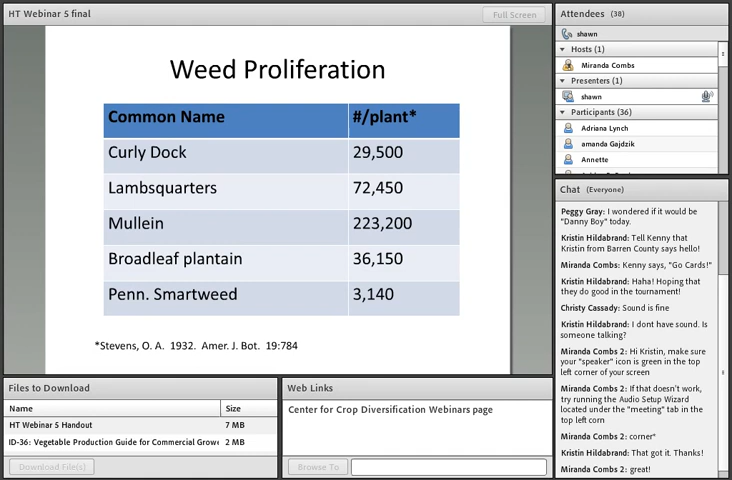 HT Webinar 5 final
Full Screen
Weed Proliferation
Common Name #/plant*
Curly Dock 29,500
Lambsquarters 72,450
Mullein 223,200
Broadleaf plantain 36,150
Penn. Smartweed 3,140
*Stevens, O. A. 1932. Amer. J. Bot. 19:784
Files to Download
Name Size
HT Webinar 5 Handout 7 MB
ID-36: Vegetable Production Guide for Commercial Growe 2 MB
Download File(s)
Web Links
Center for Crop Diversification Webinars page
Browse To
Attendees (38)
shawn
Hosts (1)
Miranda Combs
Presenters (1)
shawn
Participants (36)
Adriana Lynch
amanda Gajdzik
Annette
Chat (Everyone)
Peggy Gray: I wondered if it would be
"Danny Boy" today.
Kristin Hildabrand: Tell Kenny that
Kristin from Barren County says hello!
Miranda Combs: Kenny says, "Go Cards!"
Kristin Hildabrand: Haha! Hoping that
they do good in the tournament!
Christy Cassady: Sound is fine
Kristin Hildabrand: I dont have sound. Is
someone talking?
Miranda Combs 2: Hi Kristin, make sure
your "speaker" icon is green in the top
left corner of your screen
Miranda Combs 2: If that doesn't work,
try running the Audio Setup Wizard
located under the "meeting" tab in the
top left corn
Miranda Combs 2: corner*
Kristin Hildabrand: That got it. Thanks!
Miranda Combs 2: great!